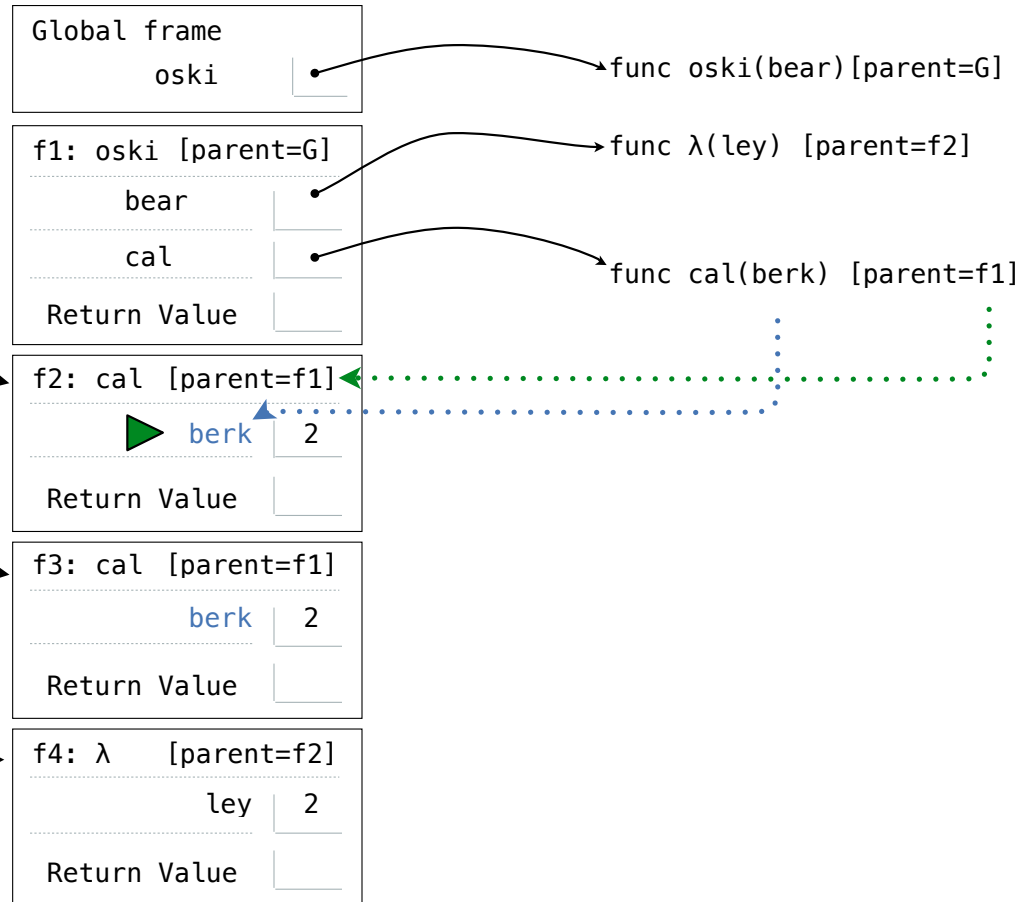 Global frame
oski
func oski(bear)[parent=G]
f1: oski [parent=G]
func λ(ley) [parent=f2]
bear
cal
func cal(berk) [parent=f1]
Return Value
f2: cal [parent=f1]
berk 2
Return Value
f3: cal [parent=f1]
berk 2
Return Value
f4: λ [parent=f2]
ley 2
Return Value